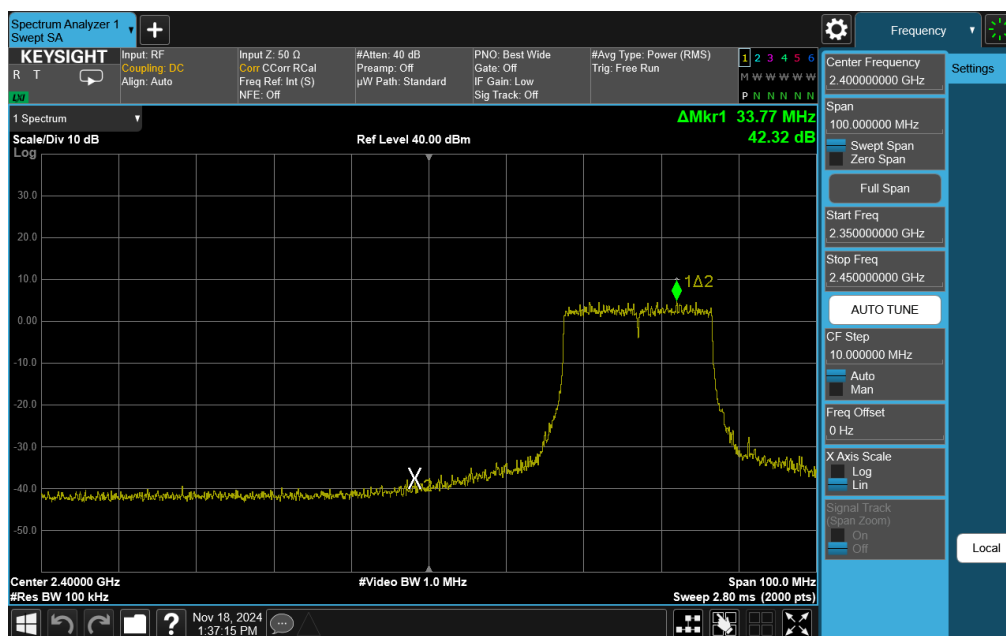 Spectrum Analyzer 1
Swept SA
+
Frequency
KEYSIGHT
R T
LXI
Input: RF
Coupling: DC
Align: Auto
Input Z: 50 Ω
Corr CCorr RCal
Freq Ref: Int (S)
NFE: Off
#Atten: 40 dB
Preamp: Off
µW Path: Standard
PNO: Best Wide
Gate: Off
IF Gain: Low
Sig Track: Off
#Avg Type: Power (RMS)
Trig: Free Run
1 2 3 4 5 6
M W W W W W
P N N N N N
1 Spectrum
ΔMkr1 33.77 MHz
42.32 dB
Scale/Div 10 dB
Ref Level 40.00 dBm
Log
30.0
20.0
10.0
0.00
-10.0
-20.0
-30.0
-40.0
-50.0
1Δ2
X
Center 2.40000 GHz
#Res BW 100 kHz
#Video BW 1.0 MHz
Span 100.0 MHz
Sweep 2.80 ms (2000 pts)
Nov 18, 2024
1:37:15 PM
?
Center Frequency
2.400000000 GHz
Span
100.000000 MHz
Swept Span
Zero Span
Full Span
Start Freq
2.350000000 GHz
Stop Freq
2.450000000 GHz
AUTO TUNE
CF Step
10.000000 MHz
Auto
Man
Freq Offset
0 Hz
X Axis Scale
Log
Lin
Signal Track
(Span Zoom)
On
Off
Settings
Local